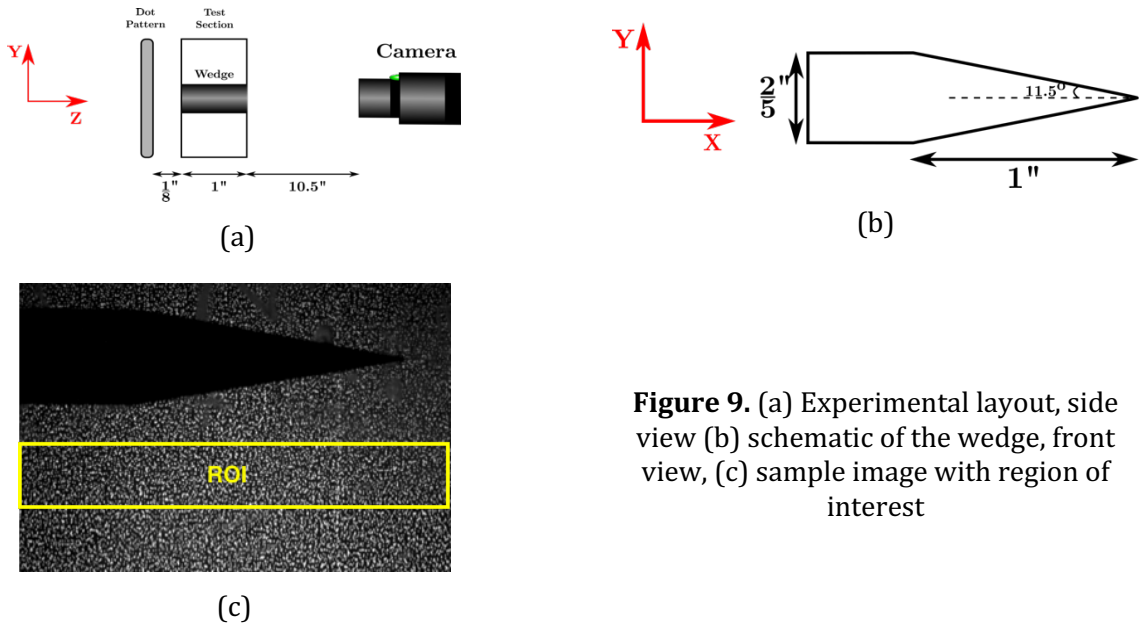 Dot
Pattern
Test
Section
Y
Wedge
Camera
Z
1/8"
1"
10.5"
(a)
Y
X
2/5"
11.5°
1"
(b)
ROI
(c)
Figure 9. (a) Experimental layout, side
view (b) schematic of the wedge, front
view, (c) sample image with region of
interest